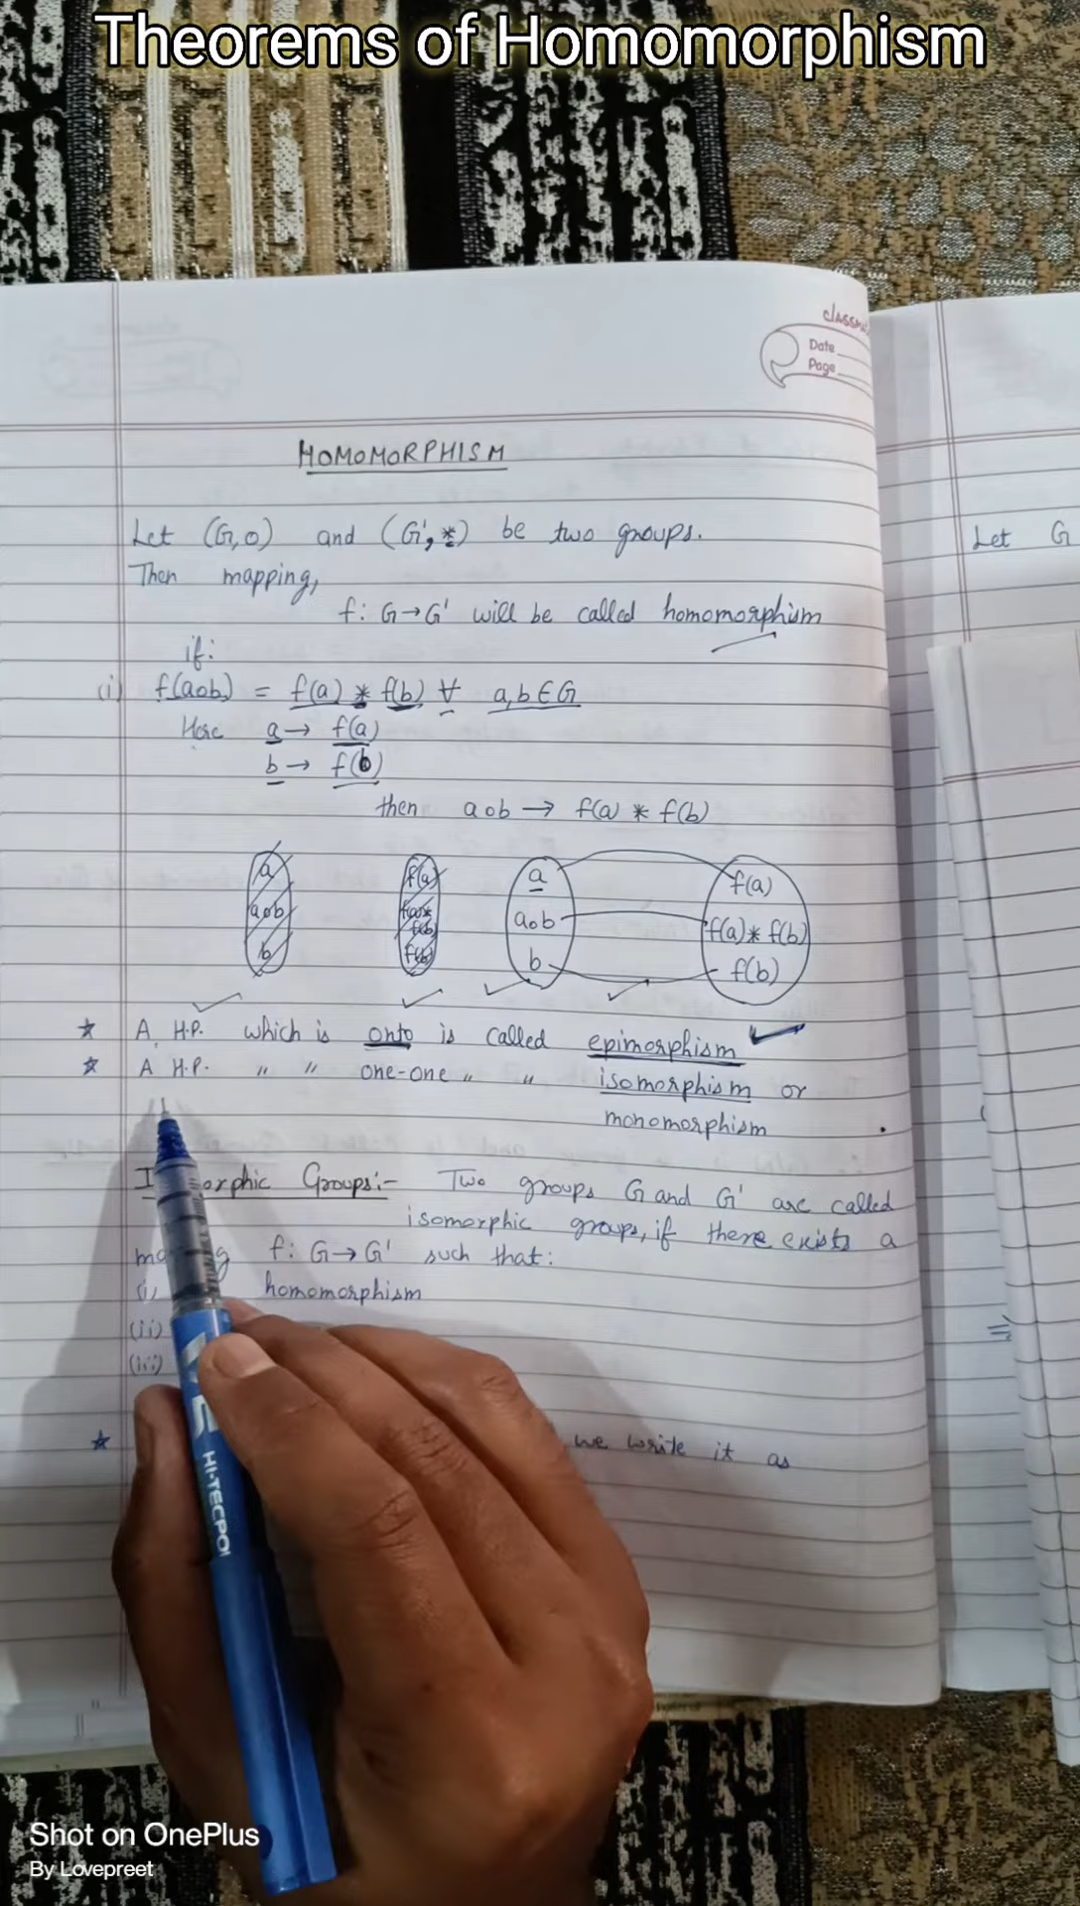 Theorems of Homomorphism
classm
Date
Page
HOMOMORPHISM
Let (G,o) and (G', *) be two groups.
Then mapping,
f: G→G' will be called homomorphism
if:
(i) f(aob) = f(a) * f(b) ∀ a,b∈G
Here a → f(a)
b → f(b)
then aob → f(a) * f(b)
a f(a) a f(a)
aob f(a)* f(b) aob f(a)* f(b)
b f(b) b f(b)
★ A H.P. which is onto is called epimorphism
★ A H.P. " " one-one " " isomorphism or
monomorphism
orphic Groups:- Two groups G and G' are called
isomorphic groups, if there exists a
f: G→G' such that:
(i) homomorphism
(ii)
(iii)
★ we write it as
Let G
HI-TECPOI
Shot on OnePlus
By Lovepreet